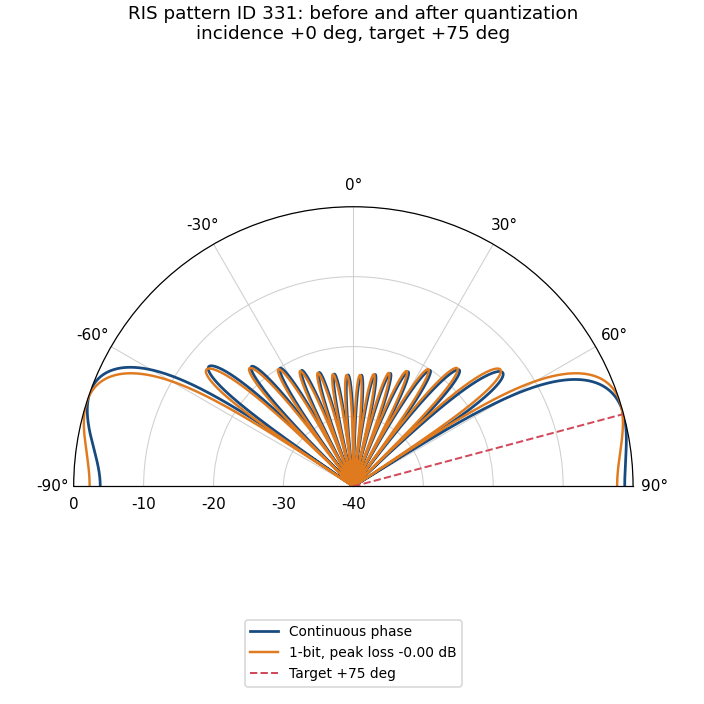 RIS pattern ID 331: before and after quantization
incidence +0 deg, target +75 deg
0°
-30°
30°
-60°
60°
-90°
90°
0
-10
-20
-30
-40
Continuous phase
1-bit, peak loss -0.00 dB
Target +75 deg